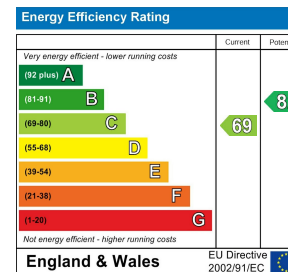 Energy Efficiency Rating
Current
Very energy efficient - lower running costs
(92 plus) A
(81-91) B
(69-80) C
69
(55-68) D
(39-54) E
(21-38) F
(1-20) G
Not energy efficient - higher running costs
England & Wales
EU Directive
2002/91/EC